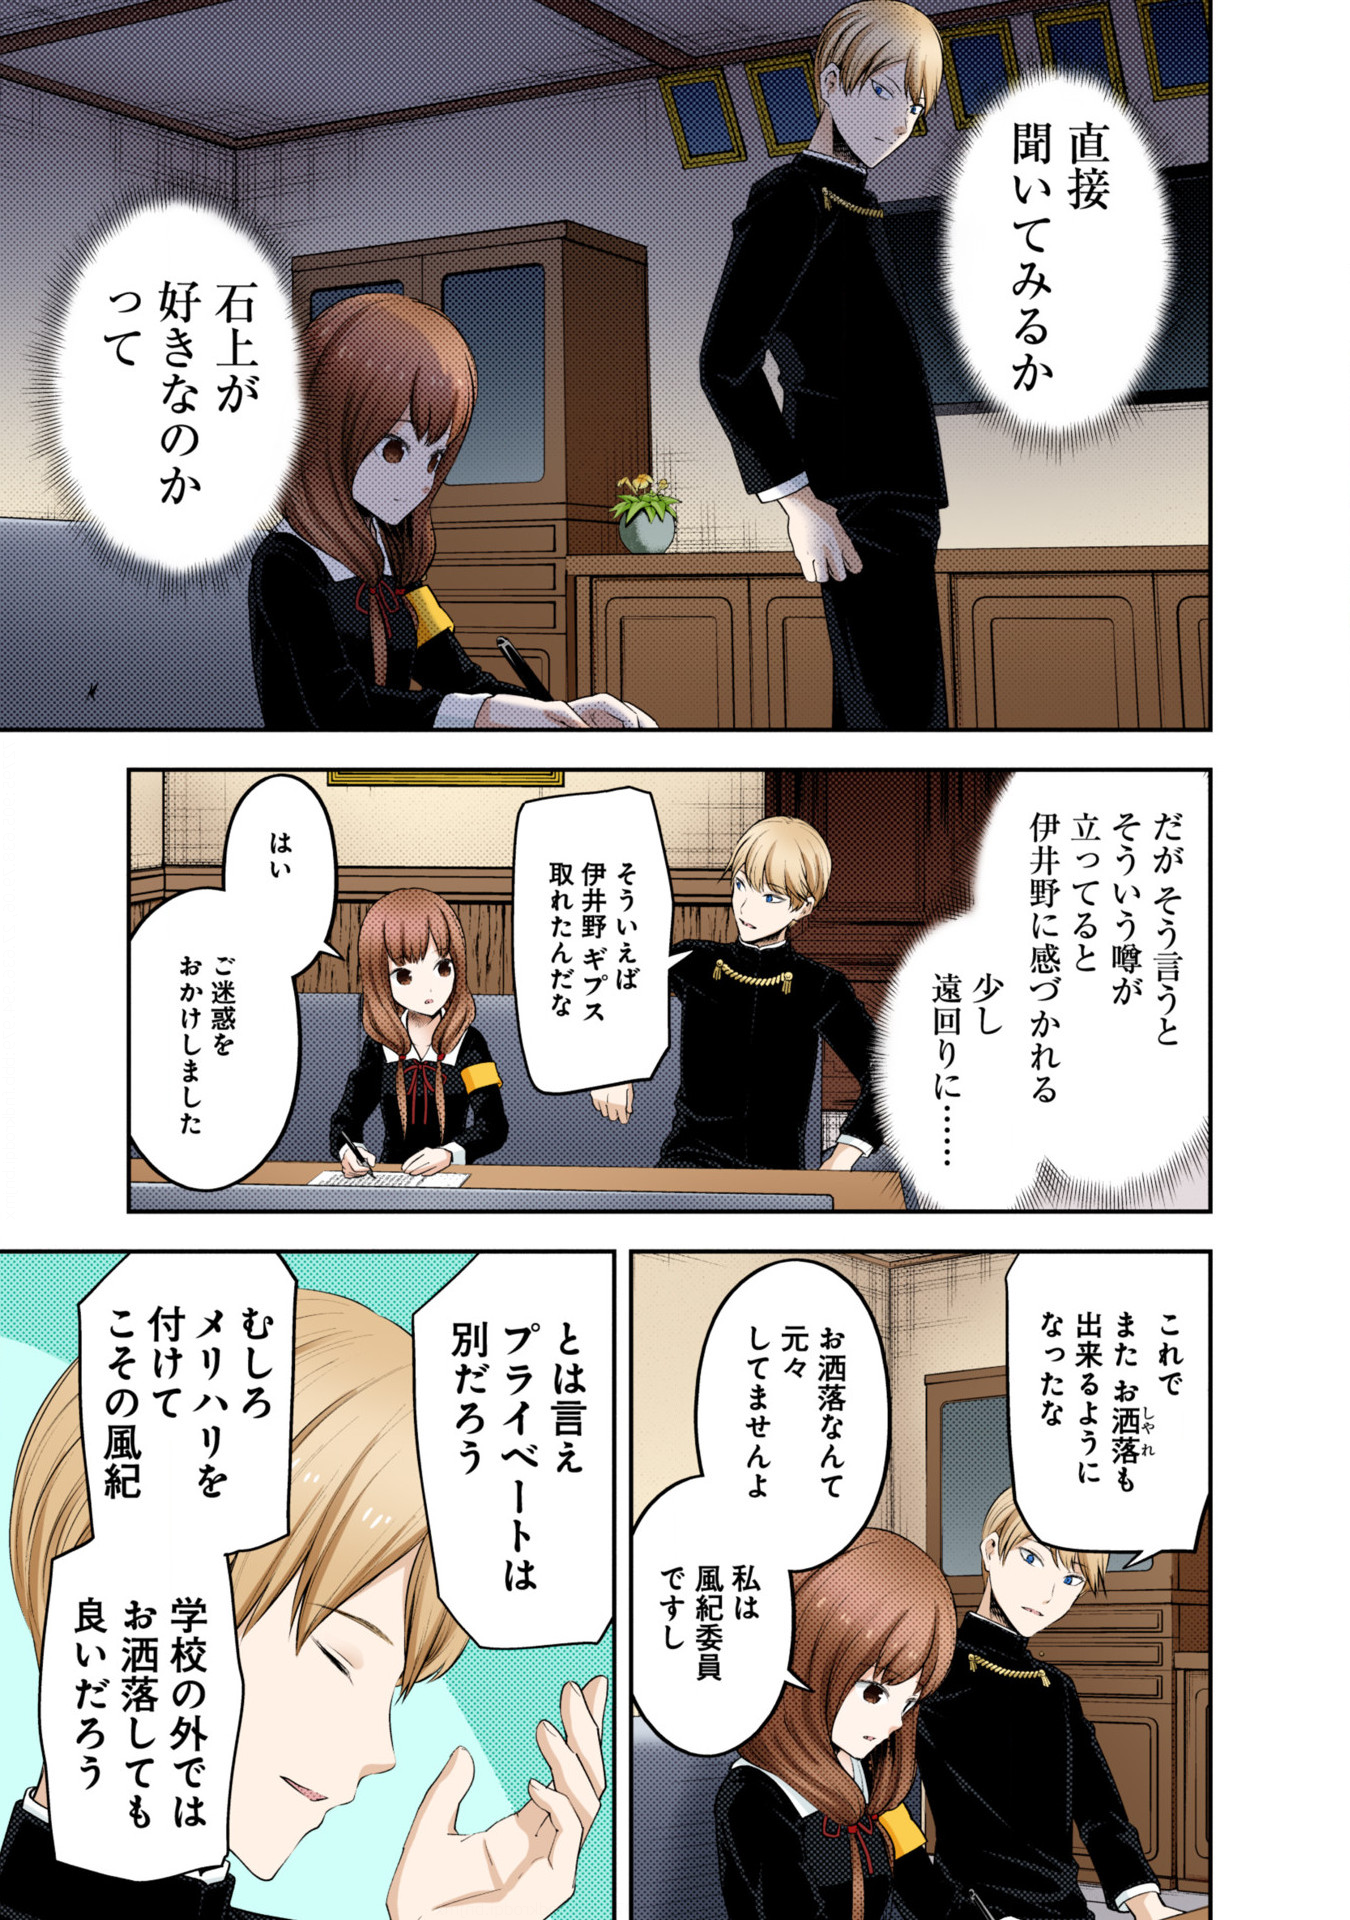 直接
聞いてみるか
石上が
好きなのか
って
だが そう言うと
そういう噂が
立ってると
伊井野に感づかれる
少し
遠回りに……
そういえば
伊井野 ギプス
取れたんだな
はい
ご迷惑を
おかけしました
これで
また お洒落も
しゃれ
出来るように
なったな
お洒落なんて
元々
してませんよ
私は
風紀委員
ですし
とは言え
プライベートは
別だろう
むしろ
メリハリを
付けて
こその風紀
学校の外では
お洒落しても
良いだろう